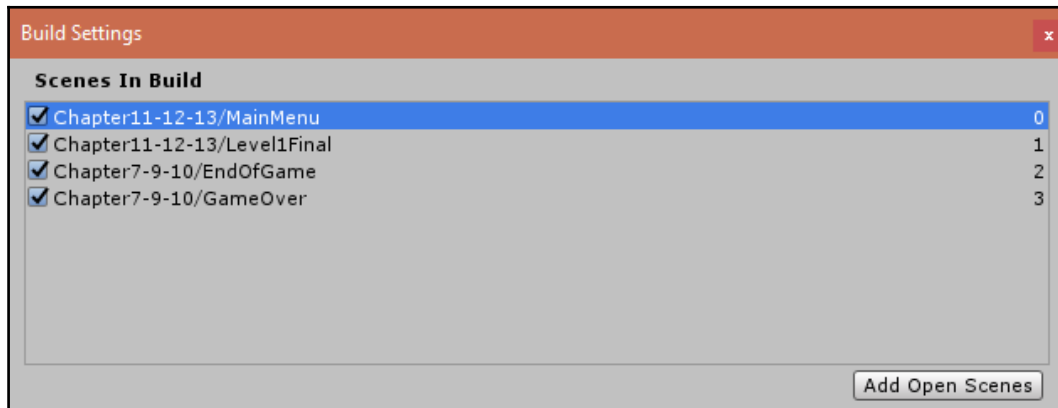 Build Settings x
Scenes In Build
Chapter11-12-13/MainMenu 0
Chapter11-12-13/Level1Final 1
Chapter7-9-10/EndOfGame 2
Chapter7-9-10/GameOver 3
Add Open Scenes